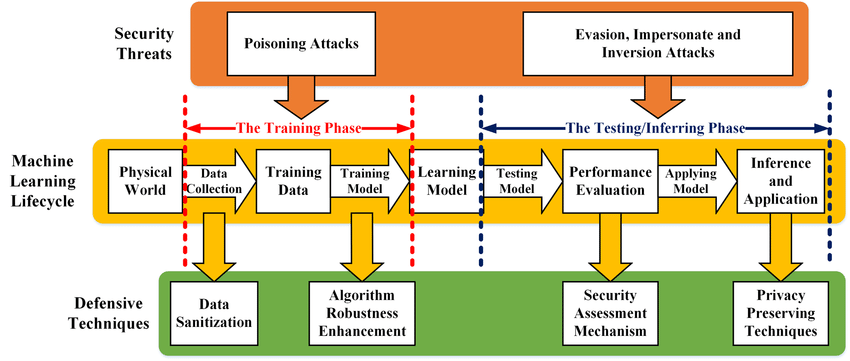 Security
Threats
Poisoning Attacks
Evasion, Impersonate and
Inversion Attacks
The Training Phase
The Testing/Inferring Phase
Machine
Learning
Lifecycle
Physical
World
Data
Collection
Training
Data
Training
Model
Learning
Model
Testing
Model
Performance
Evaluation
Applying
Model
Inference
and
Application
Defensive
Techniques
Data
Sanitization
Algorithm
Robustness
Enhancement
Security
Assessment
Mechanism
Privacy
Preserving
Techniques